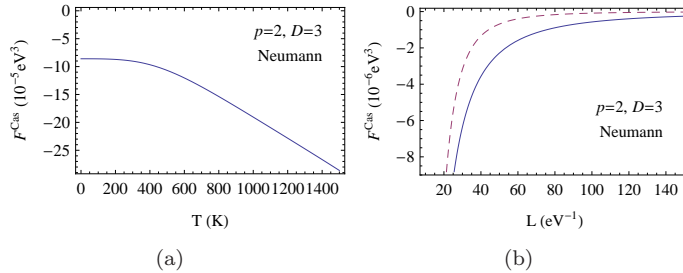 0
−5
−10
−15
−20
−25
F^Cas (10^−5 eV^3)
p=2, D=3
Neumann
0 200 400 600 800 1000 1200 1400
T (K)
(a)
0
−2
−4
−6
−8
F^Cas (10^−6 eV^3)
p=2, D=3
Neumann
20 40 60 80 100 120 140
L (eV^−1)
(b)